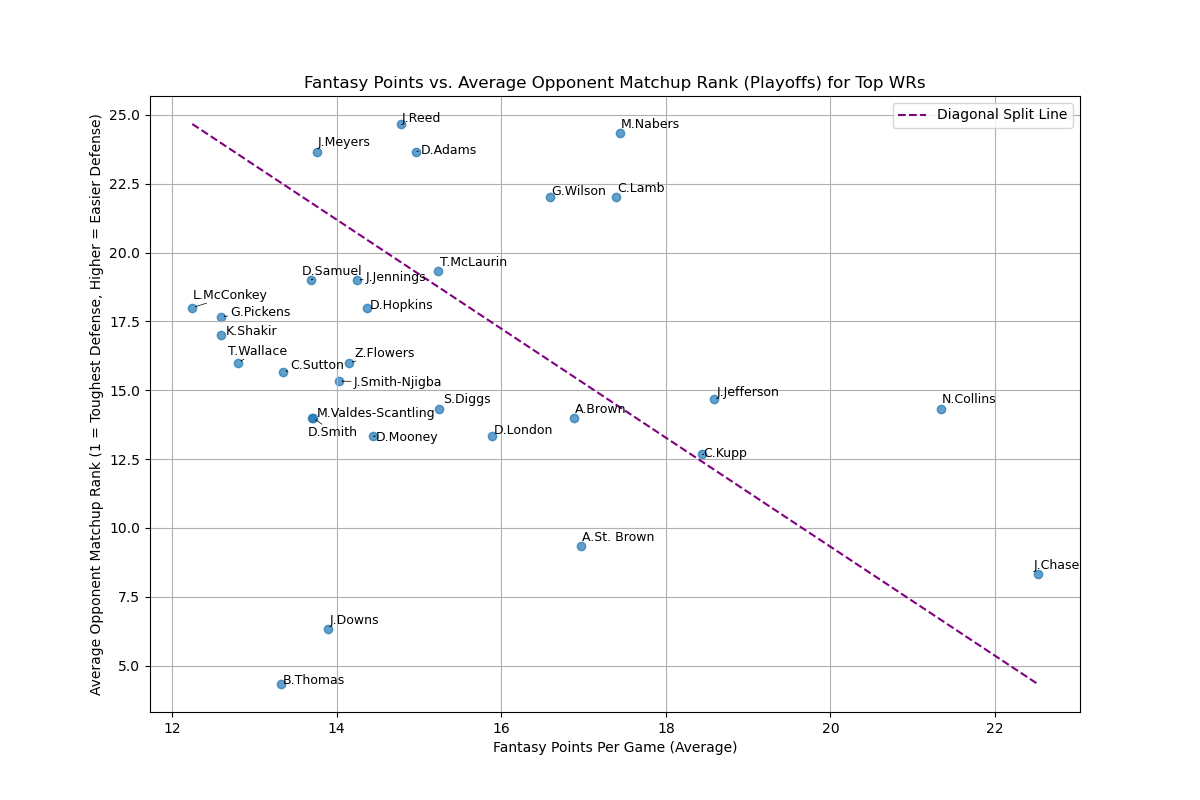 Fantasy Points vs. Average Opponent Matchup Rank (Playoffs) for Top WRs
Average Opponent Matchup Rank (1 = Toughest Defense, Higher = Easier Defense)
25.0
22.5
20.0
17.5
15.0
12.5
10.0
7.5
5.0
Diagonal Split Line
J.Reed
M.Nabers
J.Meyers
D.Adams
G.Wilson
C.Lamb
T.McLaurin
D.Samuel
J.Jennings
L.McConkey
D.Hopkins
G.Pickens
K.Shakir
T.Wallace
Z.Flowers
C.Sutton
J.Smith-Njigba
J.Jefferson
S.Diggs
N.Collins
M.Valdes-Scantling
A.Brown
D.Smith
D.Mooney
D.London
C.Kupp
A.St. Brown
J.Chase
J.Downs
B.Thomas
12
14
16
18
20
22
Fantasy Points Per Game (Average)